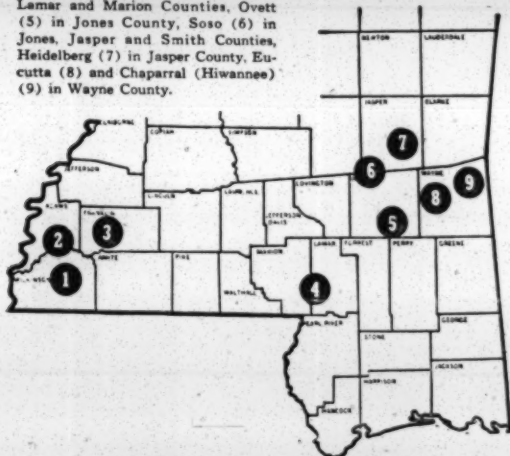 Lamar and Marion Counties, Ovett
(5) in Jones County, Soso (6) in
Jones, Jasper and Smith Counties,
Heidelberg (7) in Jasper County, Eu-
cutta (8) and Chaparral (Hiwannee)
(9) in Wayne County.
NEWTON LAUDERDALE
JASPER CLARKE
CLAIBORNE
COPIAH SIMPSON
7
JEFFERSON
6
WAYNE
9
LINCOLN LAWRENCE COVINGTON
8
ADAMS
FRANKLIN
JEFFERSON
DAVIS
2 3
5
MARION LAMAR FORREST PERRY GREENE
AMITE PIKE
WILKINSON
1
WALTHALL
4
PEARL RIVER
GEORGE
STONE
JACKSON
HARRISON
HANCOCK